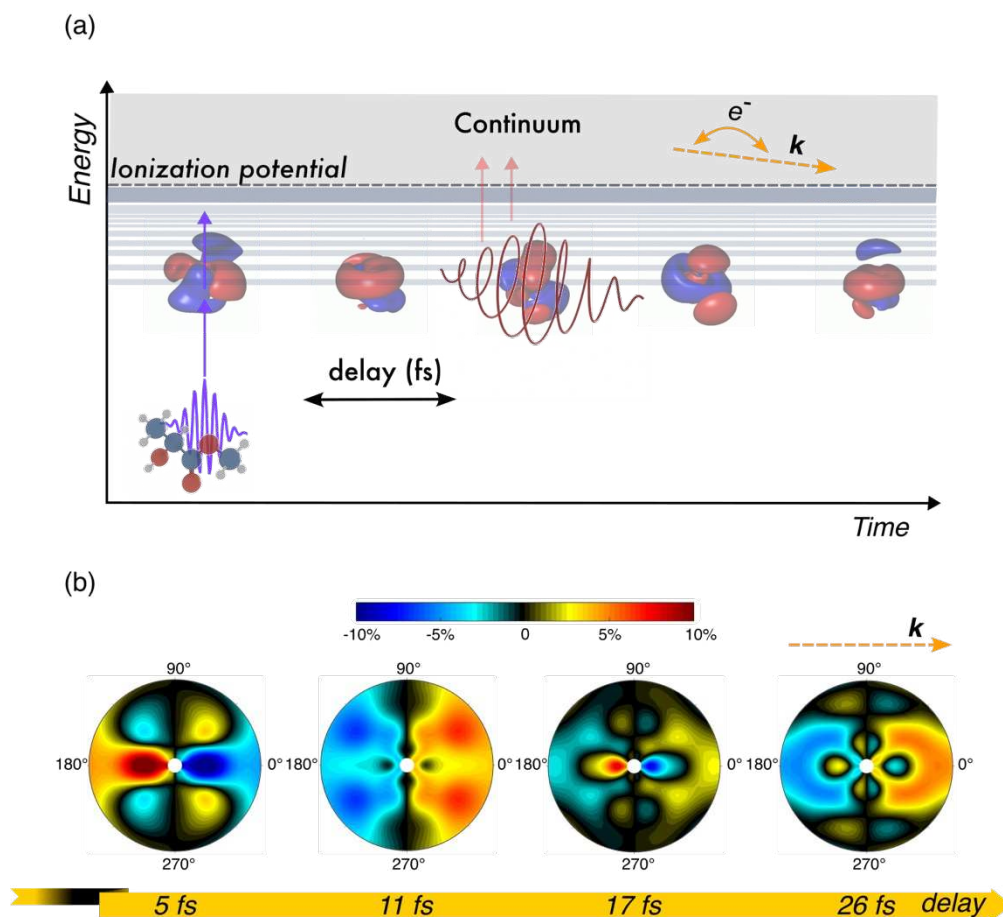 (a)
Energy
Continuum
e-
k
Ionization potential
delay (fs)
Time
(b)
-10% -5% 0 5% 10%
k
90° 90° 90° 90°
180° 0° 180° 0° 180° 0° 180° 0°
270° 270° 270° 270°
5 fs 11 fs 17 fs 26 fs delay